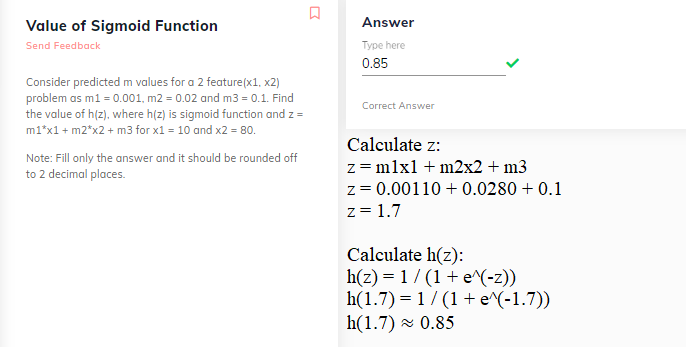 Value of Sigmoid Function
Send Feedback
Consider predicted m values for a 2 feature(x1, x2)
problem as m1 = 0.001, m2 = 0.02 and m3 = 0.1. Find
the value of h(z), where h(z) is sigmoid function and z =
m1*x1 + m2*x2 + m3 for x1 = 10 and x2 = 80.
Note: Fill only the answer and it should be rounded off
to 2 decimal places.
Answer
Type here
0.85
Correct Answer
Calculate z:
z = m1x1 + m2x2 + m3
z = 0.00110 + 0.0280 + 0.1
z = 1.7
Calculate h(z):
h(z) = 1 / (1 + e^(-z))
h(1.7) = 1 / (1 + e^(-1.7))
h(1.7) ≈ 0.85